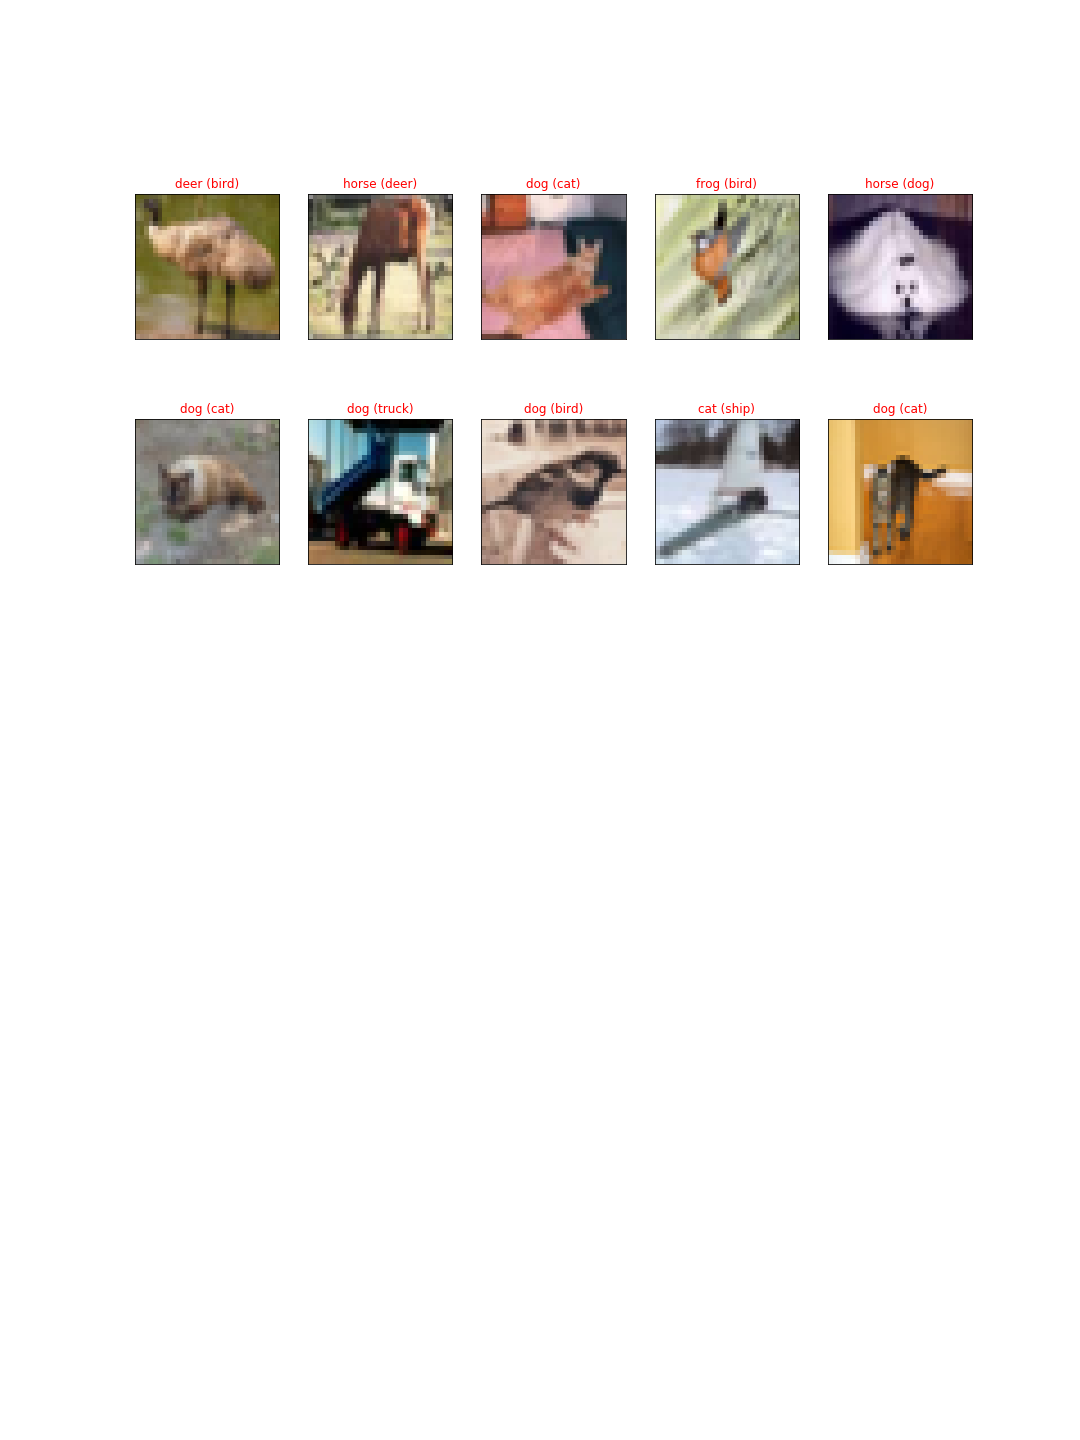 deer (bird) horse (deer) dog (cat) frog (bird) horse (dog)
dog (cat) dog (truck) dog (bird) cat (ship) dog (cat)